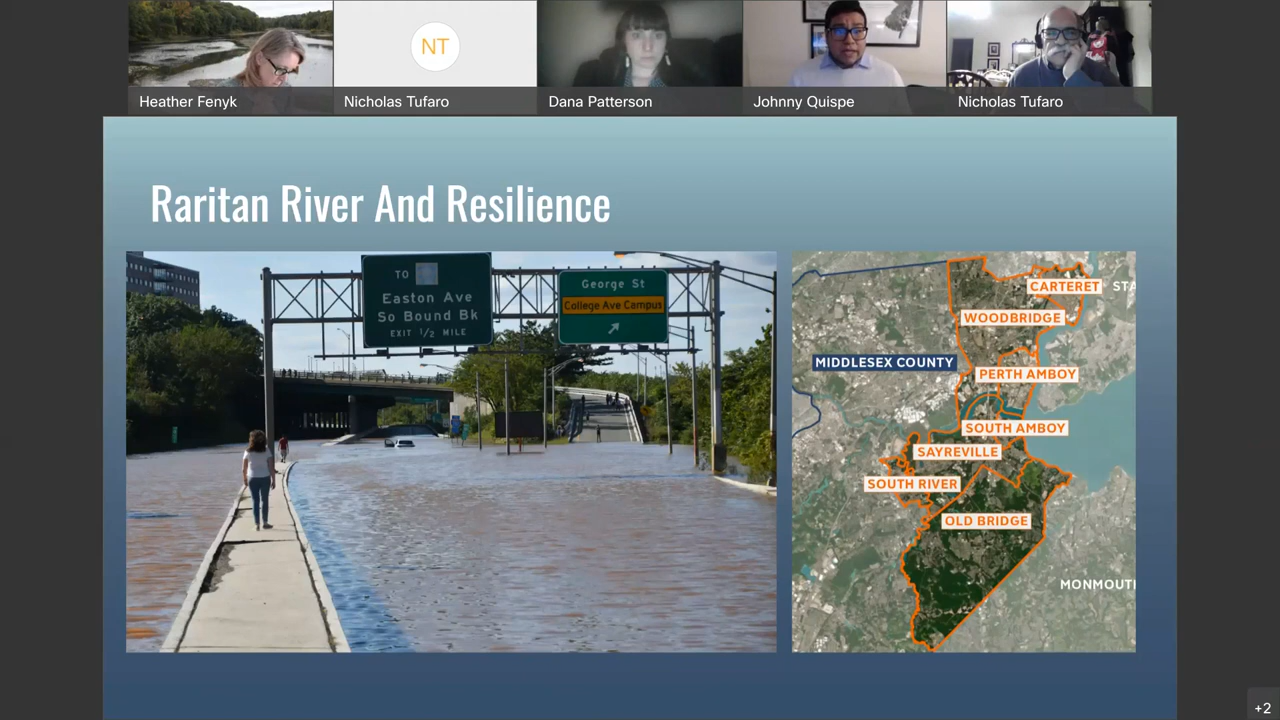 NT
Heather Fenyk
Nicholas Tufaro
Dana Patterson
Johnny Quispe
Nicholas Tufaro
Raritan River And Resilience
TO
Easton Ave
So Bound Bk
EXIT 1/2 MILE
George St
College Ave Campus
CARTERET
STA
WOODBRIDGE
MIDDLESEX COUNTY
PERTH AMBOY
SOUTH AMBOY
SAYREVILLE
SOUTH RIVER
OLD BRIDGE
MONMOUT
+2